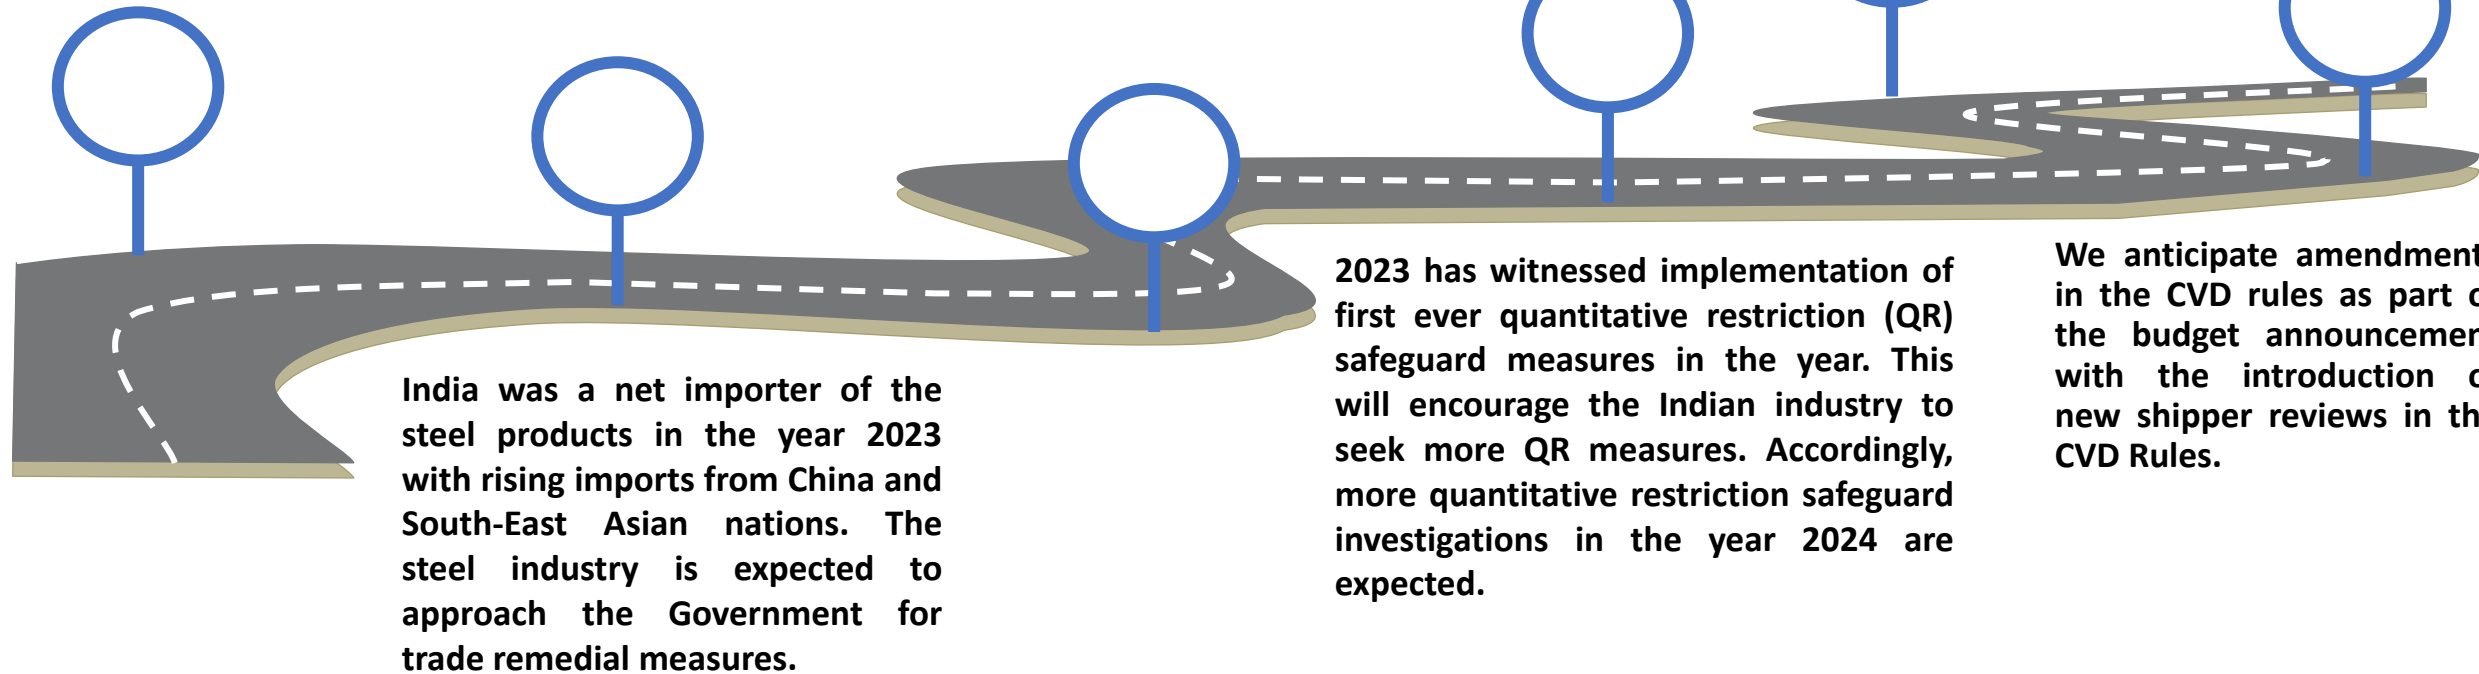 India was a net importer of the
steel products in the year 2023
with rising imports from China and
South-East Asian nations. The
steel industry is expected to
approach the Government for
trade remedial measures.
2023 has witnessed implementation of
first ever quantitative restriction (QR)
safeguard measures in the year. This
will encourage the Indian industry to
seek more QR measures. Accordingly,
more quantitative restriction safeguard
investigations in the year 2024 are
expected.
We anticipate amendment
in the CVD rules as part
the budget
with the introduction
new shipper reviews in
CVD Rules.